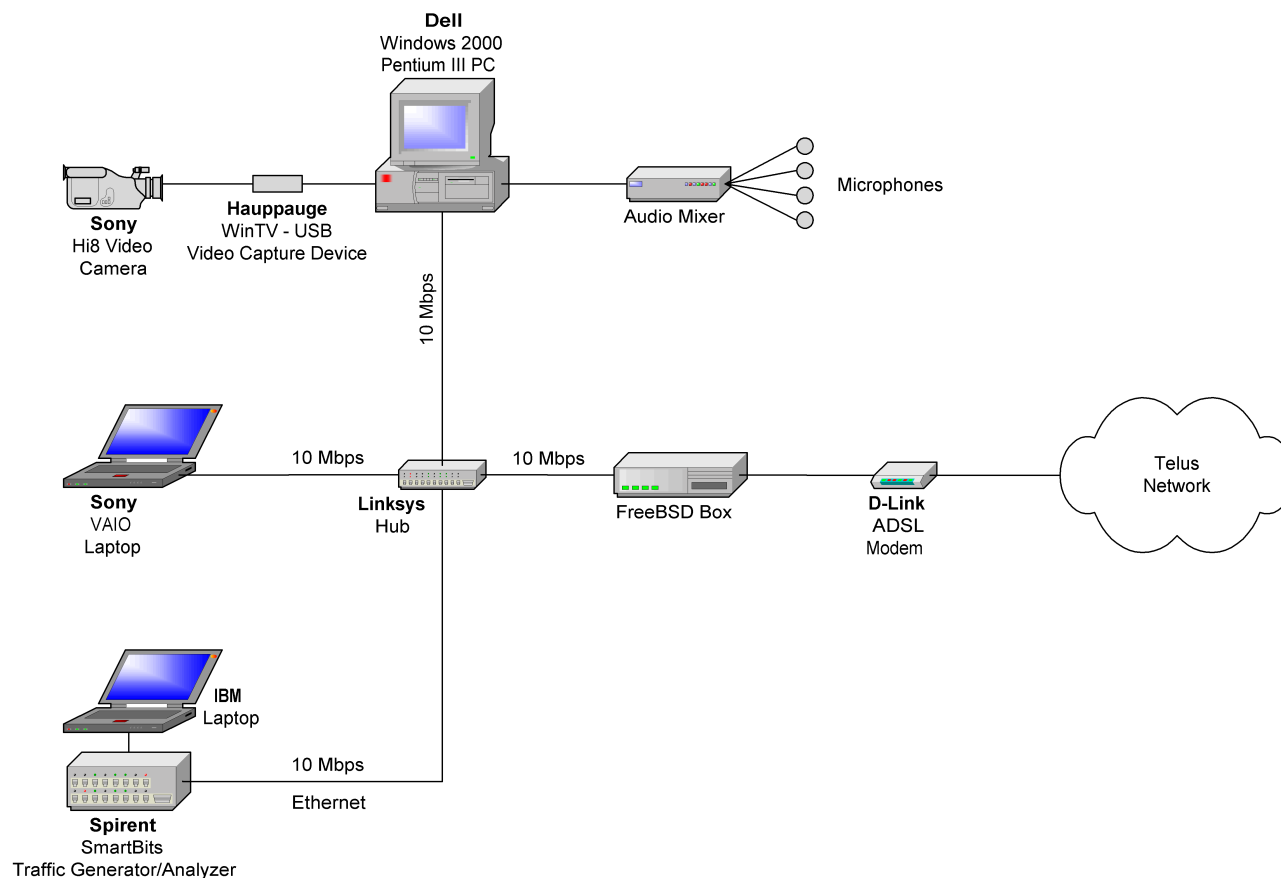 Dell
Windows 2000
Pentium III PC
Sony
Hi8 Video
Camera
Hauppauge
WinTV - USB
Video Capture Device
Audio Mixer
Microphones
10 Mbps
Sony
VAIO
Laptop
10 Mbps
Linksys
Hub
10 Mbps
FreeBSD Box
D-Link
ADSL
Modem
Telus
Network
IBM
Laptop
10 Mbps
Ethernet
Spirent
SmartBits
Traffic Generator/Analyzer